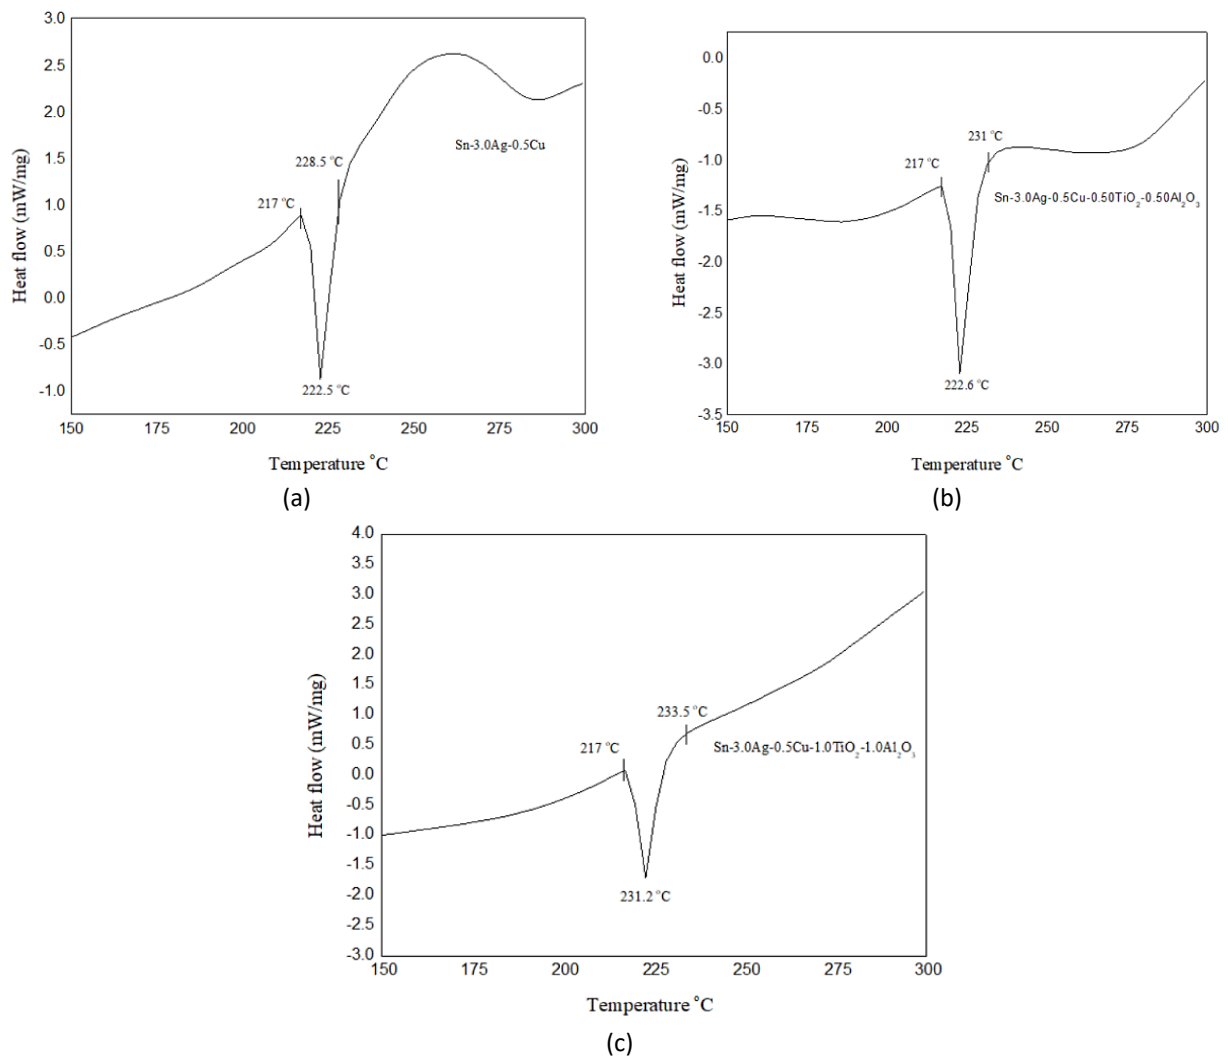 3.0
2.5
2.0
1.5
1.0
0.5
0.0
-0.5
-1.0
Heat flow (mW/mg)
228.5 °C
217 °C
222.5 °C
Sn-3.0Ag-0.5Cu
150 175 200 225 250 275 300
Temperature °C
(a)
0.0
-0.5
-1.0
-1.5
-2.0
-2.5
-3.0
-3.5
Heat flow (mW/mg)
231 °C
217 °C
Sn-3.0Ag-0.5Cu-0.50TiO₂-0.50Al₂O₃
222.6 °C
150 175 200 225 250 275 300
Temperature °C
(b)
4.0
3.5
3.0
2.5
2.0
1.5
1.0
0.5
0.0
-0.5
-1.0
-1.5
-2.0
-2.5
-3.0
Heat flow (mW/mg)
233.5 °C
217 °C
Sn-3.0Ag-0.5Cu-1.0TiO₂-1.0Al₂O₃
231.2 °C
150 175 200 225 250 275 300
Temperature °C
(c)